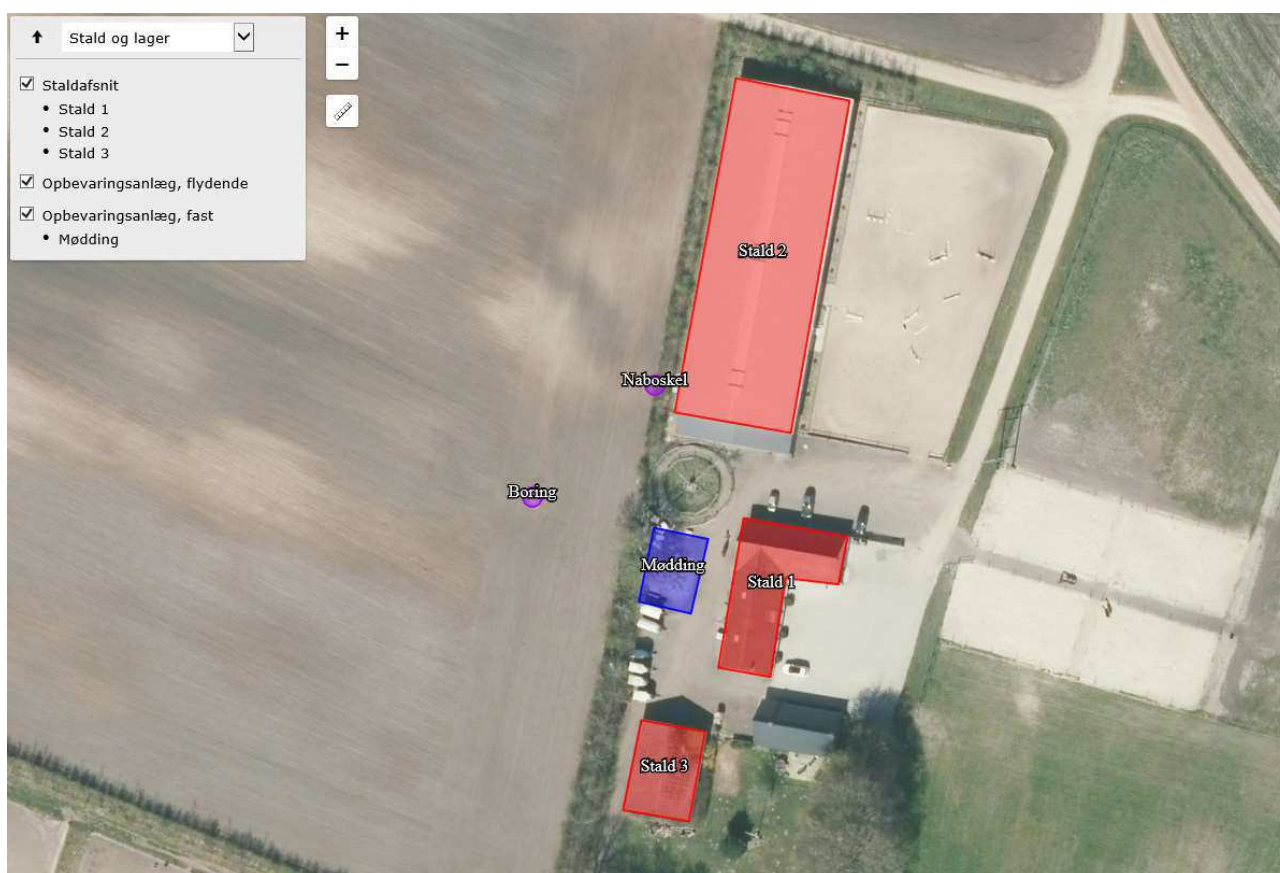 Stald og lager
+
−
Staldafsnit
• Stald 1
• Stald 2
• Stald 3
Opbevaringsanlæg, flydende
Opbevaringsanlæg, fast
• Mødding
Stald 2
Naboskel
Boring
Mødding
Stald 1
Stald 3